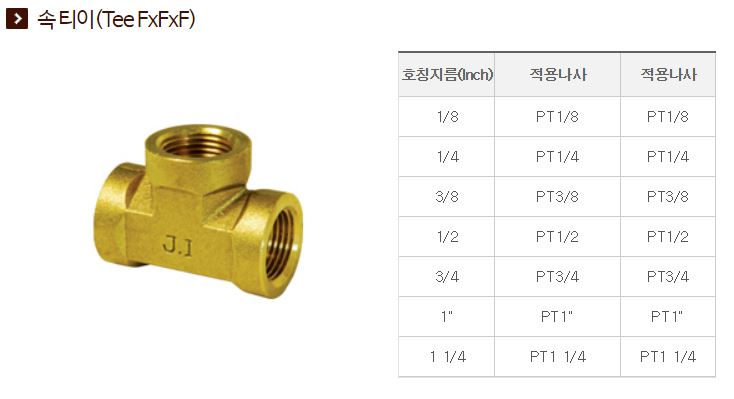 속티이(Tee FxFxF)
호칭지름(Inch) 적용나사 적용나사
1/8 PT1/8 PT1/8
1/4 PT1/4 PT1/4
3/8 PT3/8 PT3/8
1/2 PT1/2 PT1/2
3/4 PT3/4 PT3/4
1" PT1" PT1"
1 1/4 PT1 1/4 PT1 1/4
J.I